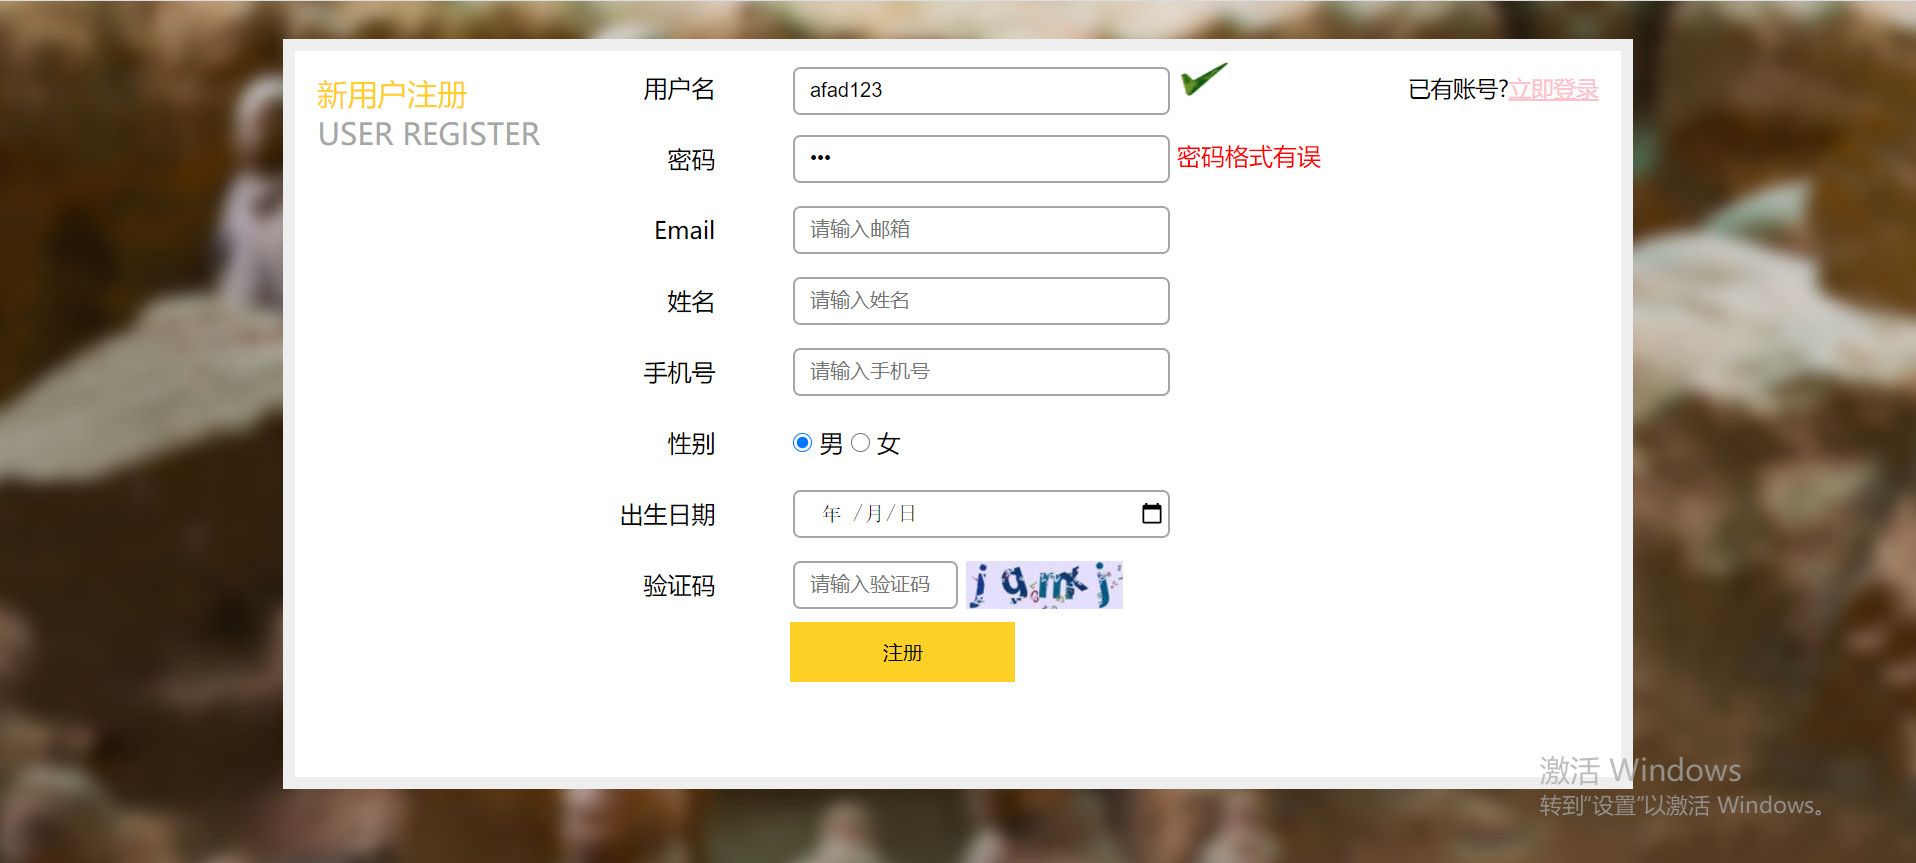 新用户注册
USER REGISTER
用户名
afad123
已有账号?立即登录
密码
•••
密码格式有误
Email
请输入邮箱
姓名
请输入姓名
手机号
请输入手机号
性别
男 女
出生日期
年 /月/日
验证码
请输入验证码
注册
激活 Windows
转到"设置"以激活 Windows。